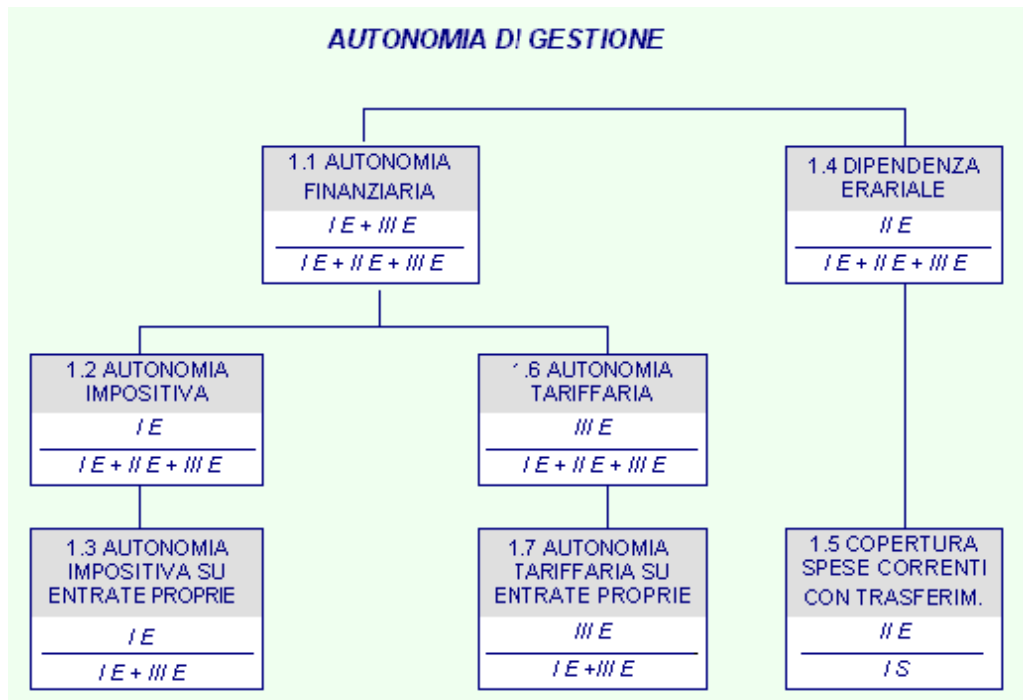 AUTONOMIA DI GESTIONE
1.1 AUTONOMIA
FINANZIARIA
I E + III E
I E + II E + III E
1.4 DIPENDENZA
ERARIALE
II E
I E + II E + III E
1.2 AUTONOMIA
IMPOSITIVA
I E
I E + II E + III E
1.6 AUTONOMIA
TARIFFARIA
III E
I E + II E + III E
1.3 AUTONOMIA
IMPOSITIVA SU
ENTRATE PROPRIE
I E
I E + III E
1.7 AUTONOMIA
TARIFFARIA SU
ENTRATE PROPRIE
III E
I E +III E
1.5 COPERTURA
SPESE CORRENTI
CON TRASFERIM.
II E
I S